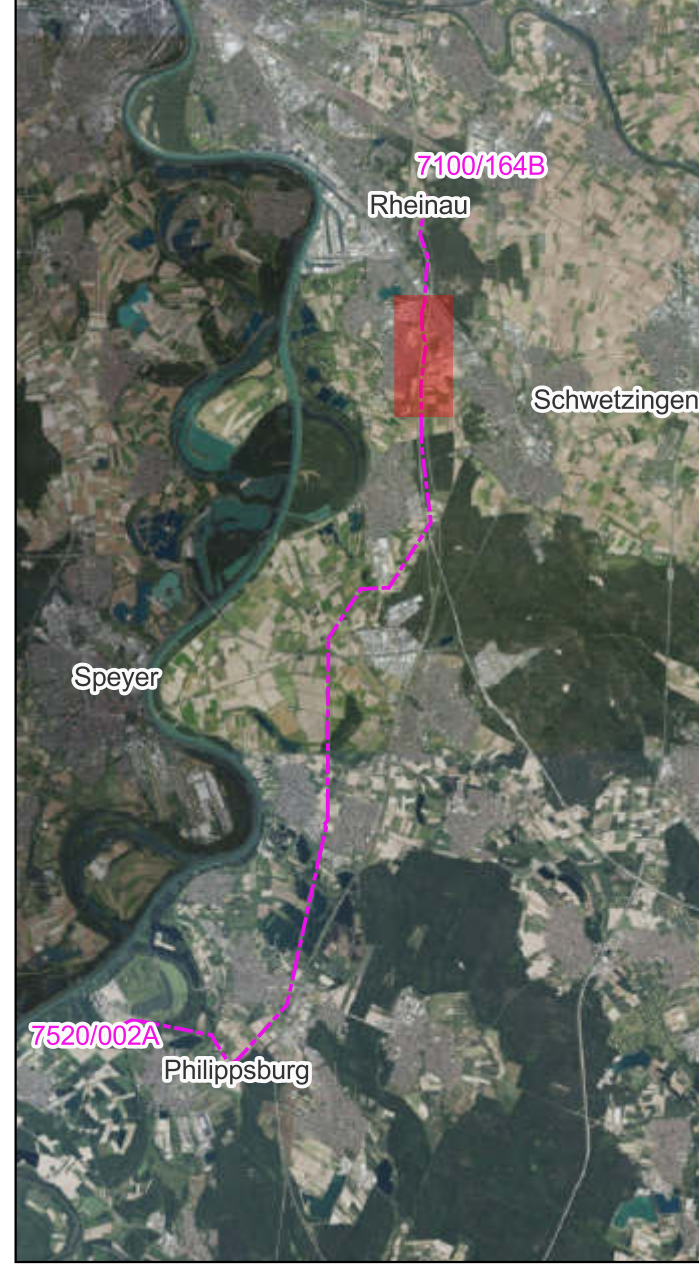 7100/164B
Rheinau
Schwetzingen
Speyer
7520/002A
Philippsburg